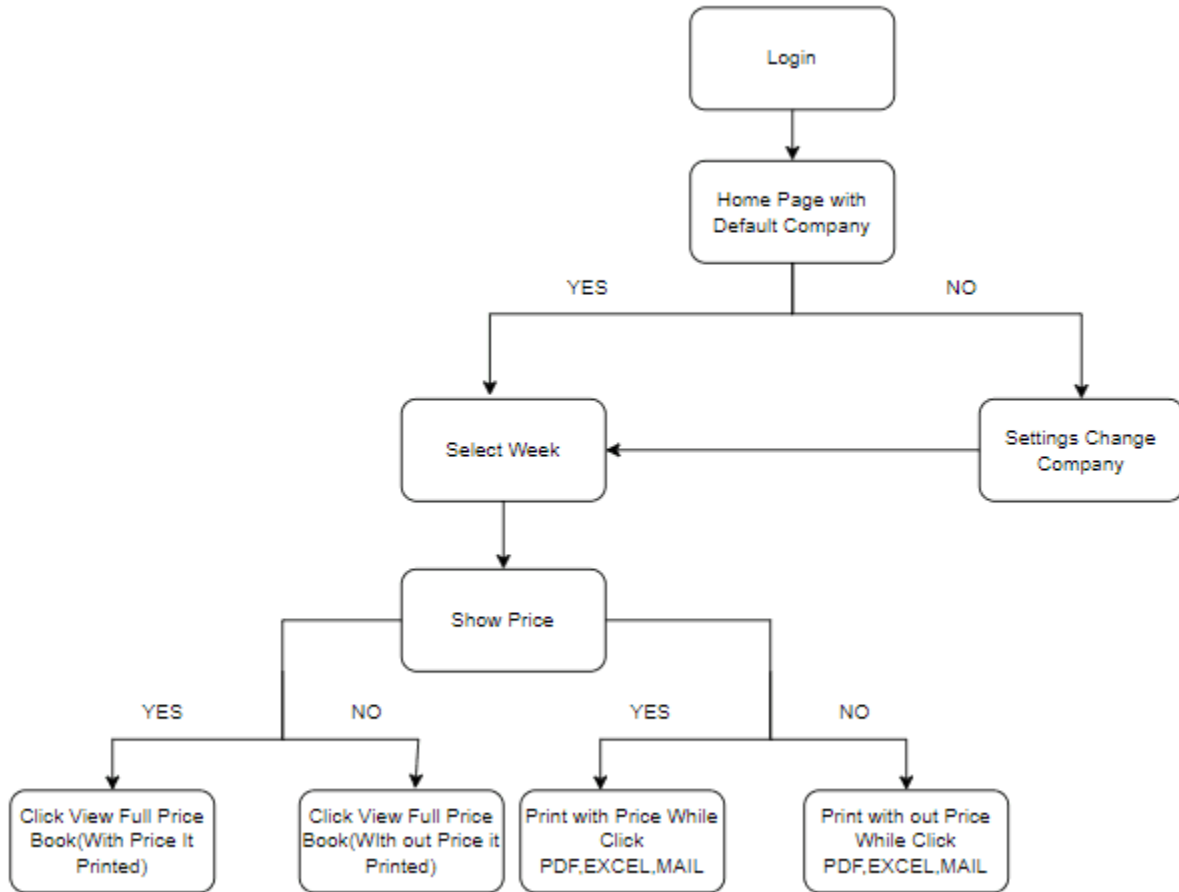 Login
Home Page with
Default Company
YES
NO
Select Week
Settings Change
Company
Show Price
YES
NO
YES
NO
Click View Full Price
Book(With Price It
Printed)
Click View Full Price
Book(WIth out Price it
Printed)
Print with Price While
Click
PDF,EXCEL,MAIL
Print with out Price
While Click
PDF,EXCEL,MAIL